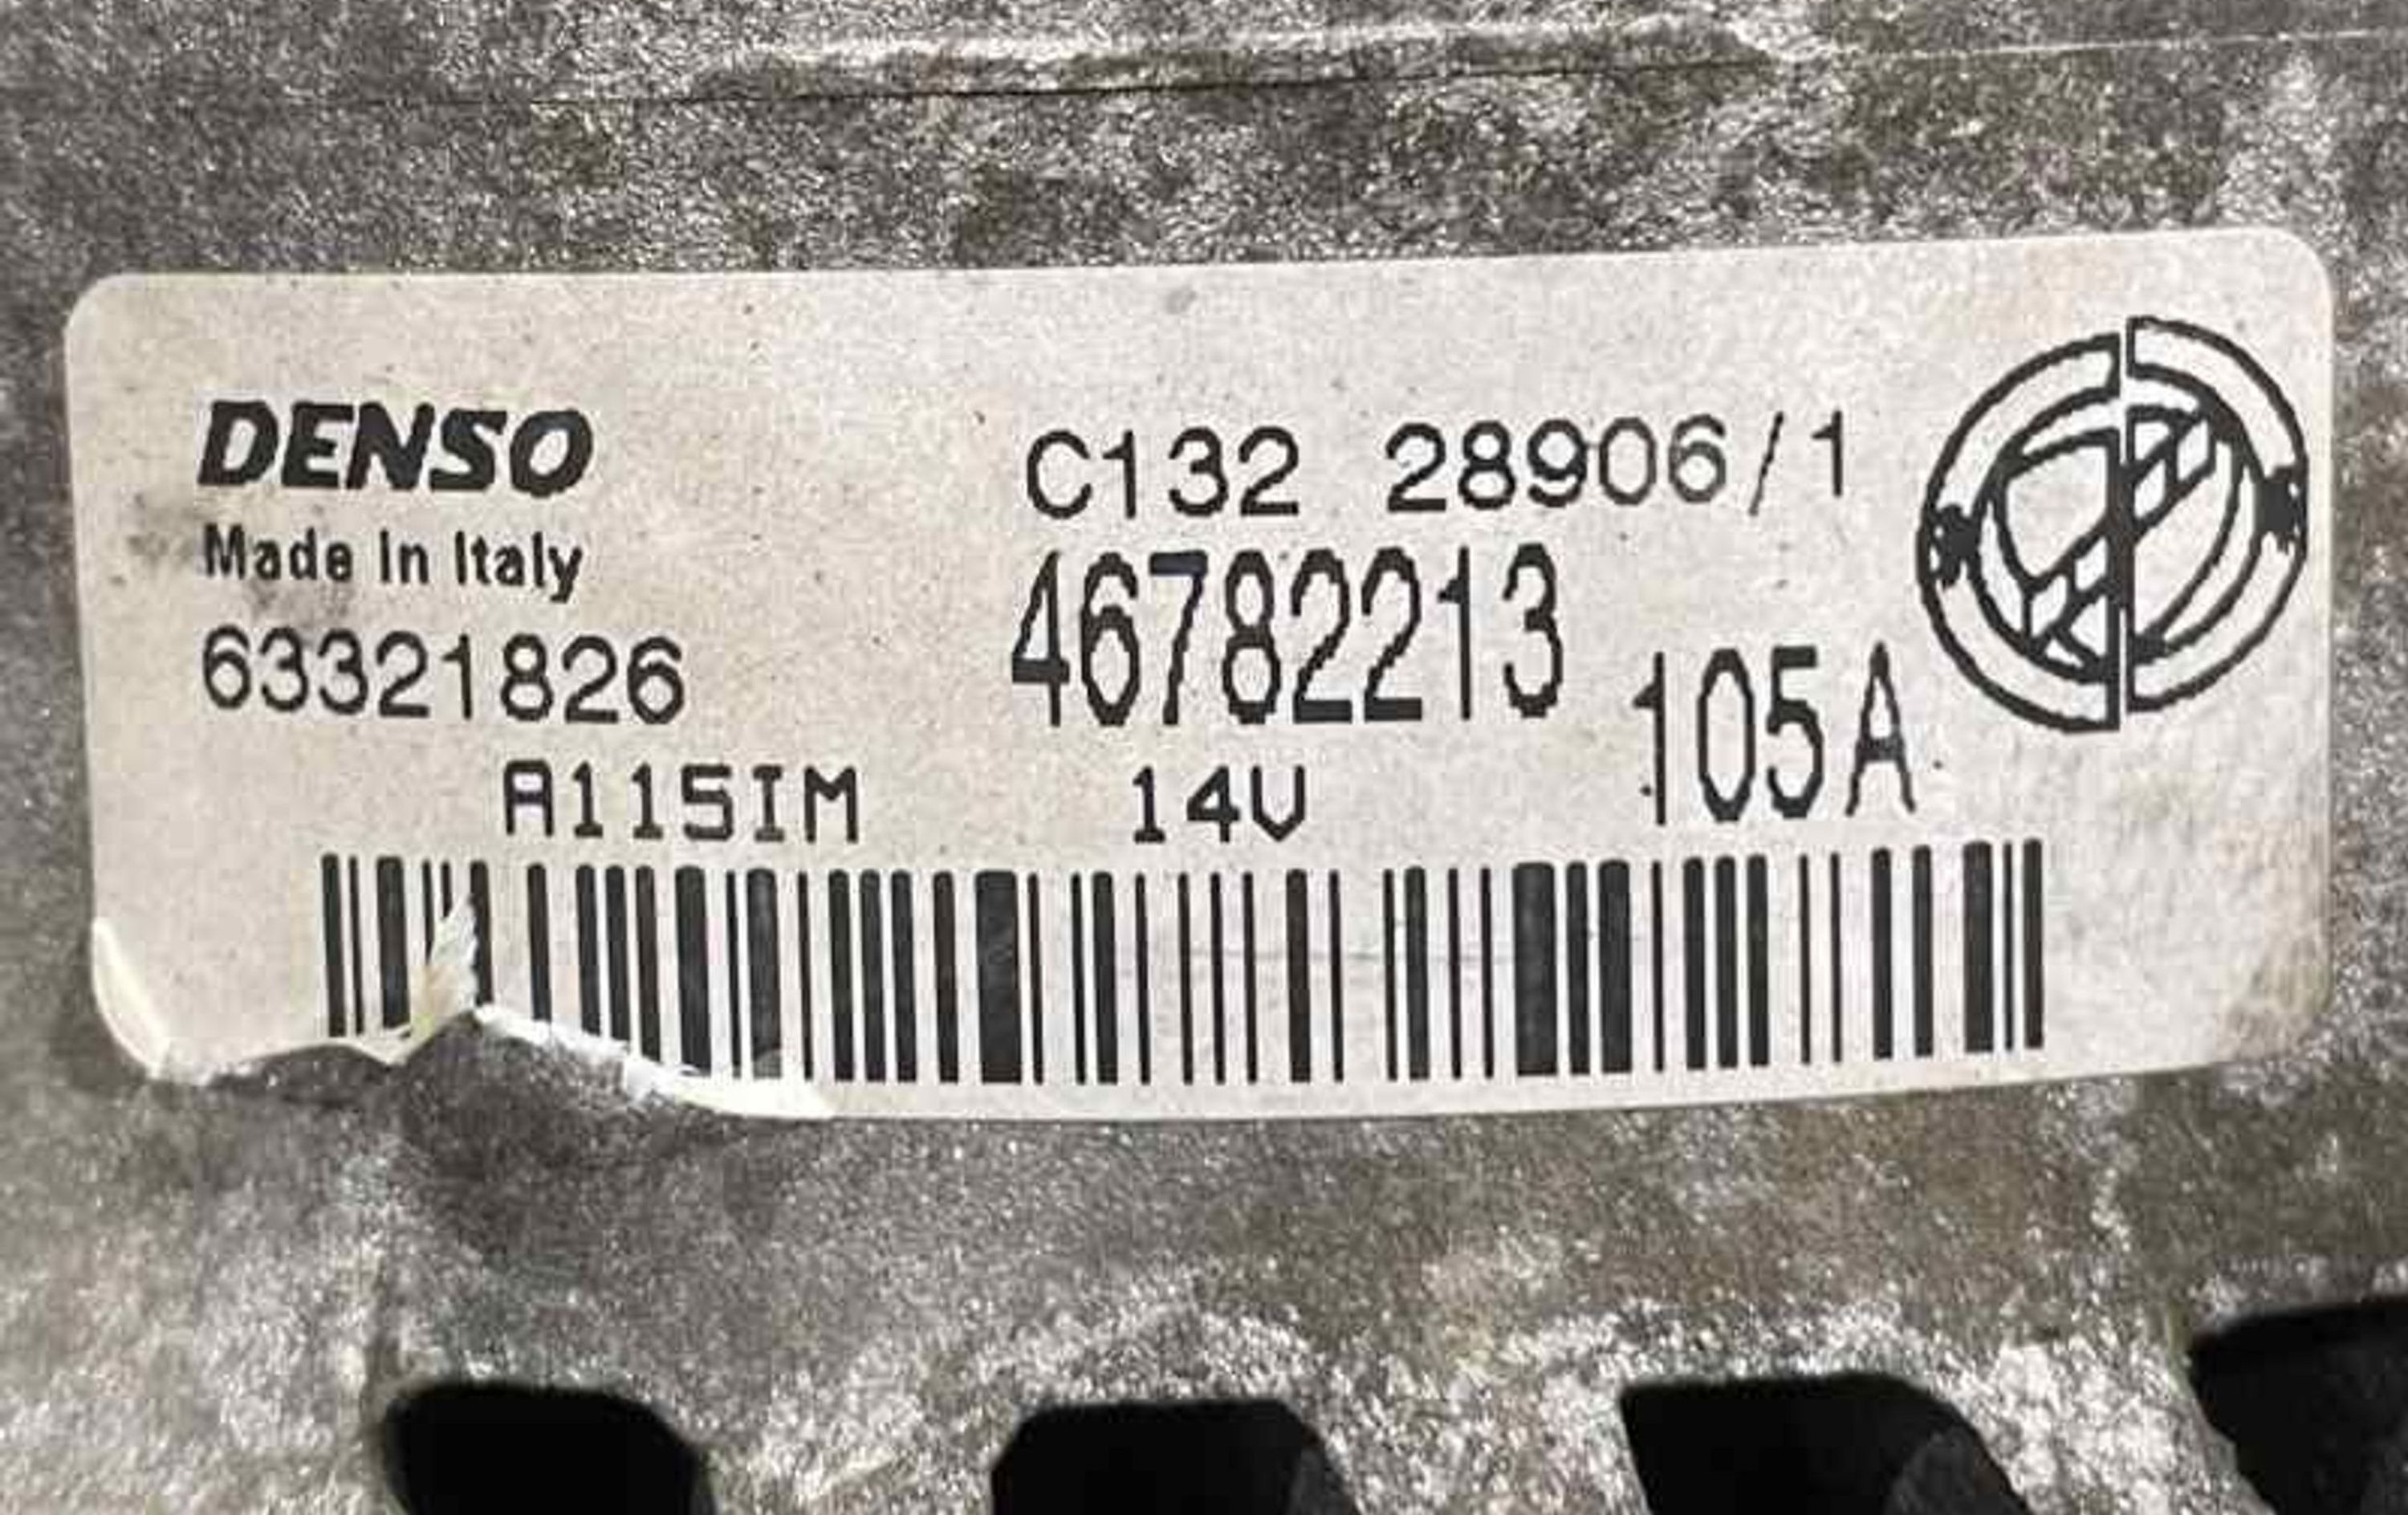 DENSO
Made In Italy
63321826
C132 28906/1
46782213
105A
A115IM 14V